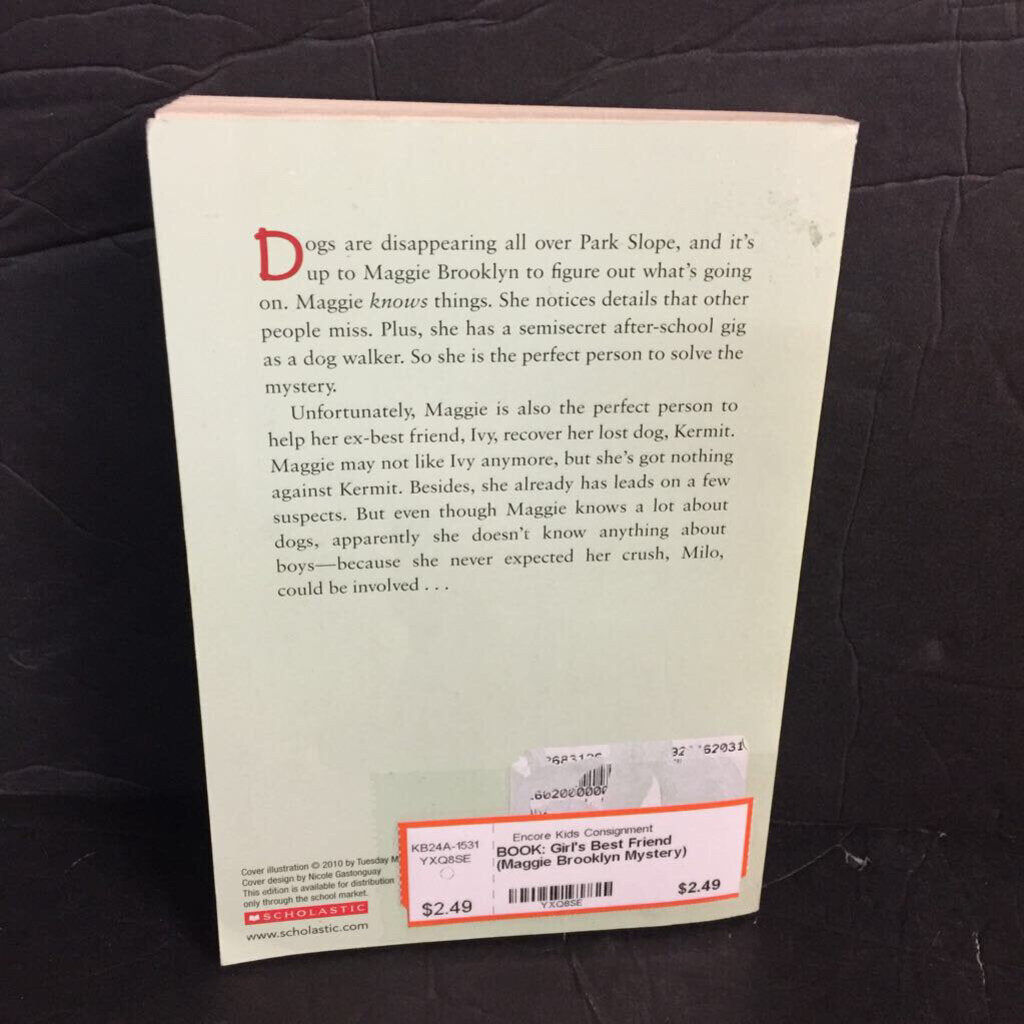 Dogs are disappearing all over Park Slope, and it's
up to Maggie Brooklyn to figure out what's going
on. Maggie knows things. She notices details that other
people miss. Plus, she has a semisecret after-school gig
as a dog walker. So she is the perfect person to solve the
mystery.
Unfortunately, Maggie is also the perfect person to
help her ex-best friend, Ivy, recover her lost dog, Kermit.
Maggie may not like Ivy anymore, but she's got nothing
against Kermit. Besides, she already has leads on a few
suspects. But even though Maggie knows a lot about
dogs, apparently she doesn't know anything about
boys—because she never expected her crush, Milo,
could be involved . . .
62031
Encore Kids Consignment
BOOK: Girl's Best Friend
(Maggie Brooklyn Mystery)
KB24A-1531
YXQ8SE
$2.49
YXQ8SE
$2.49
Cover illustration © 2010 by Tuesday M
Cover design by Nicole Gastonguay
This edition is available for distribution
only through the school market.
SCHOLASTIC
www.scholastic.com